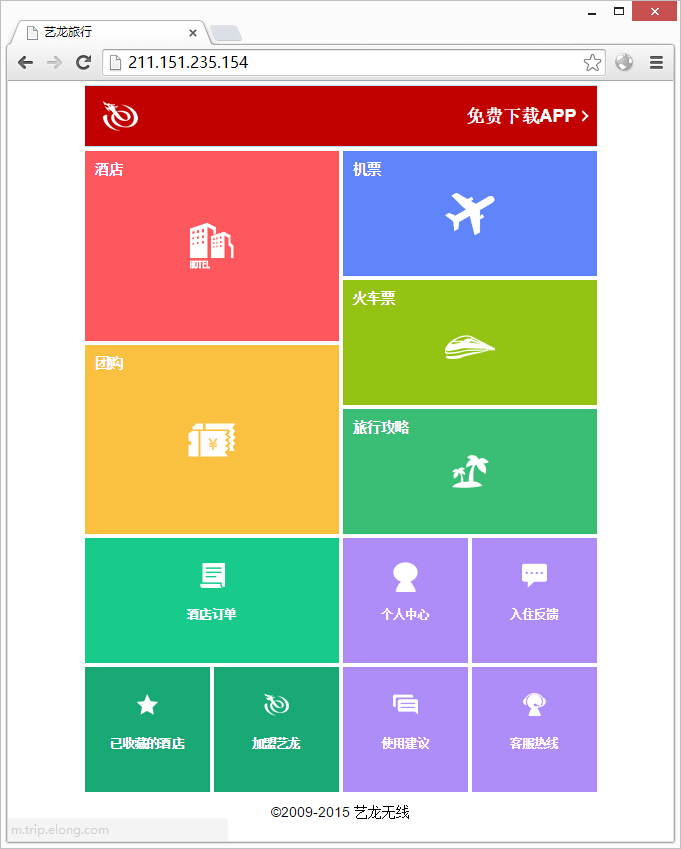 艺龙旅行
211.151.235.154
免费下载APP
酒店
HOTEL
机票
火车票
团购
¥
旅行攻略
酒店订单
个人中心
入住反馈
已收藏的酒店
加盟艺龙
使用建议
客服热线
©2009-2015 艺龙无线
m.trip.elong.com